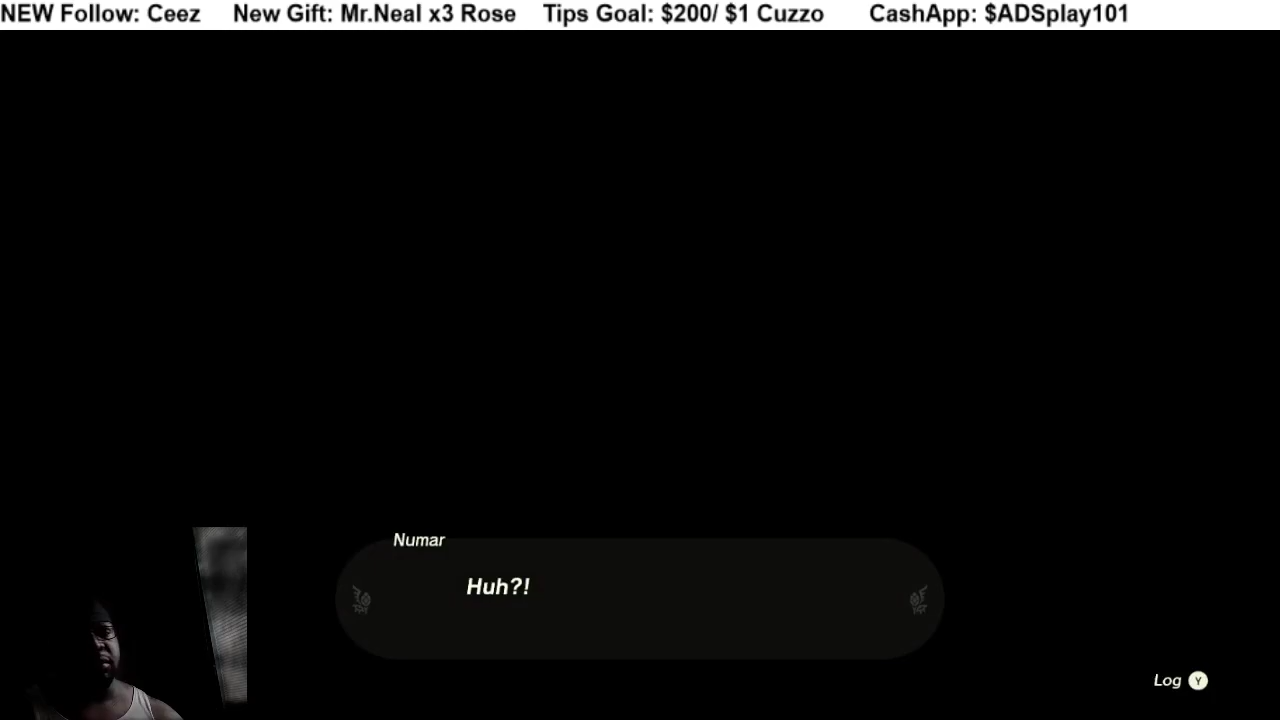 NEW Follow: Ceez New Gift: Mr.Neal x3 Rose Tips Goal: $200/ $1 Cuzzo CashApp: $ADSplay101
Numar
Huh?!
Log Y